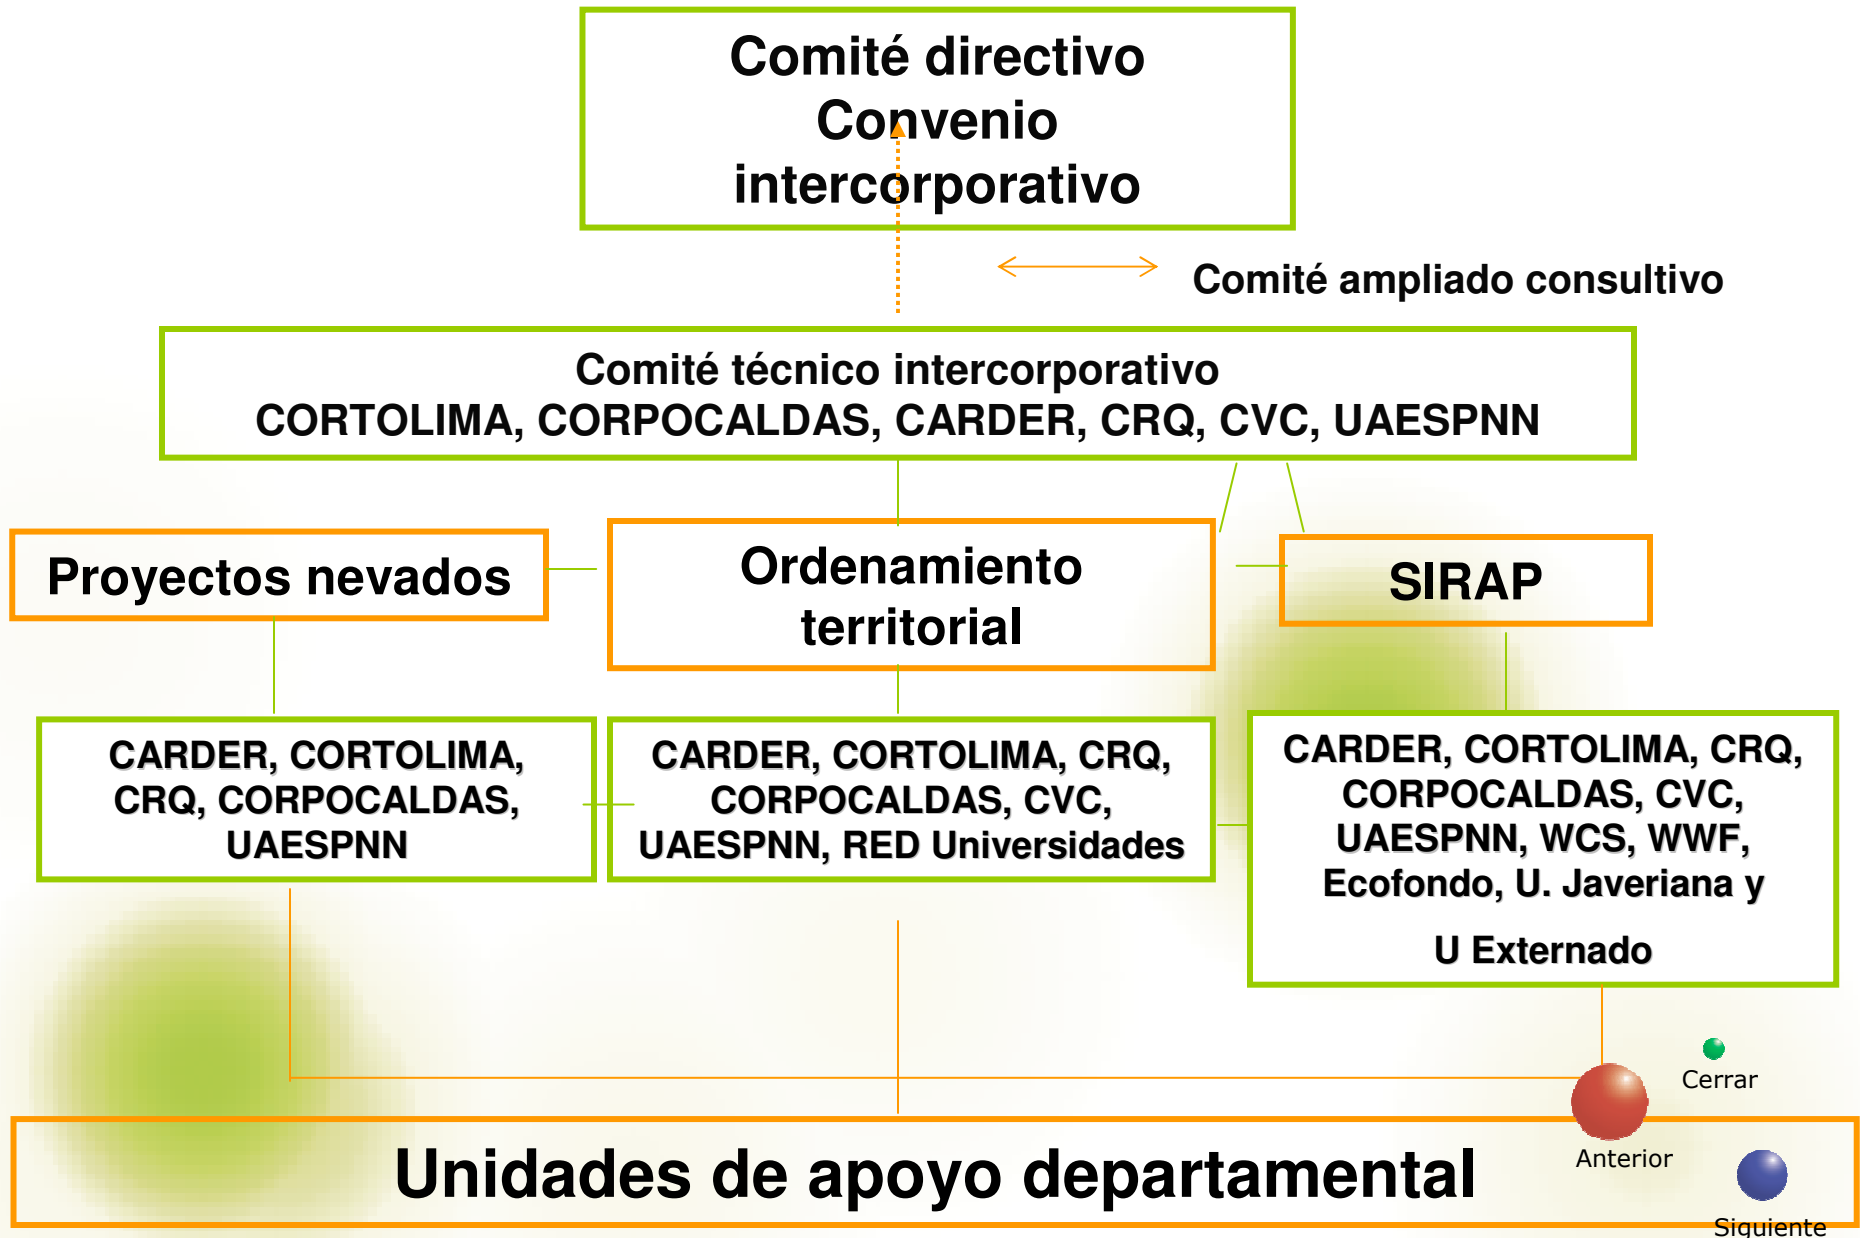 Comité directivo
Convenio
intercorporativo
Comité ampliado consultivo
Comité técnico intercorporativo
CORTOLIMA, CORPOCALDAS, CARDER, CRQ, CVC, UAESPNN
Proyectos nevados
Ordenamiento
territorial
SIRAP
CARDER, CORTOLIMA,
CRQ, CORPOCALDAS,
UAESPNN
CARDER, CORTOLIMA, CRQ,
CORPOCALDAS, CVC,
UAESPNN, RED Universidades
CARDER, CORTOLIMA, CRQ,
CORPOCALDAS, CVC,
UAESPNN, WCS, WWF,
Ecofondo, U. Javeriana y
U Externado
Cerrar
Anterior
Unidades de apoyo departamental
Siguiente